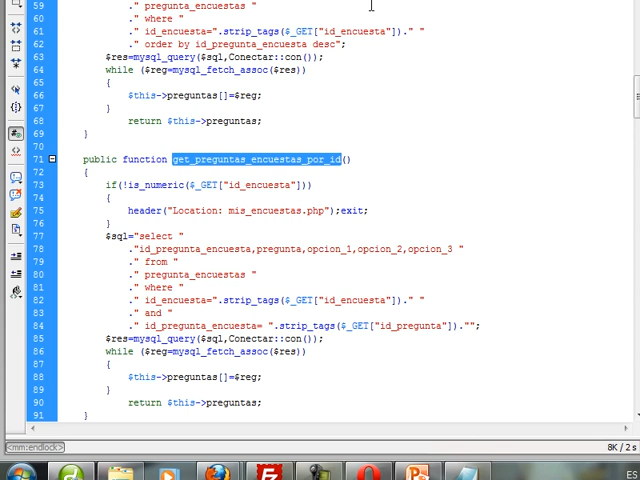 59 ." pregunta_encuestas "
60 ." where "
61 ." id_encuesta=".strip_tags($_GET["id_encuesta"])." "
62 ." order by id_pregunta_encuesta desc";
63 $res=mysql_query($sql,Conectar::con());
64 while ($reg=mysql_fetch_assoc($res))
65 {
66 $this->preguntas[]=$reg;
67 }
68 return $this->preguntas;
69 }
70
71 public function get_preguntas_encuestas_por_id()
72 {
73 if(!is_numeric($_GET["id_encuesta"]))
74 {
75 header("Location: mis_encuestas.php");exit;
76 }
77 $sql="select "
78 ."id_pregunta_encuesta,pregunta,opcion_1,opcion_2,opcion_3 "
79 ." from "
80 ." pregunta_encuestas "
81 ." where "
82 ." id_encuesta=".strip_tags($_GET["id_encuesta"])." "
83 ." and "
84 ." id_pregunta_encuesta= ".strip_tags($_GET["id_pregunta"])."";
85 $res=mysql_query($sql,Conectar::con());
86 while ($reg=mysql_fetch_assoc($res))
87 {
88 $this->preguntas[]=$reg;
89 }
90 return $this->preguntas;
91 }
<mm:endlock>
8K / 2 s
ES